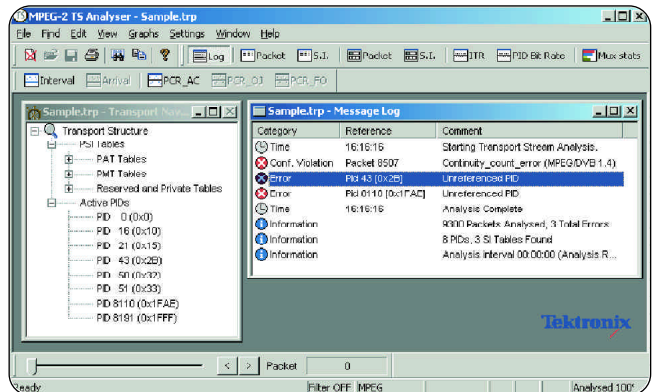 MPEG-2 TS Analyser - Sample.trp
File Find Edit View Graphs Settings Window Help
Log Packet S.I. Packet S.I. ITR PID Bit Rate Mux stats
Interval Arrival PCR_AC PCR_OJ PCR_FO
Sample.trp - Transport Nav...
Transport Structure
PSI Tables
PAT Tables
PMT Tables
Reserved and Private Tables
Active PIDs
PID 0 (0x0)
PID 16 (0x10)
PID 21 (0x15)
PID 43 (0x2B)
PID 50 (0x32)
PID 51 (0x33)
PID 8110 (0x1FAE)
PID 8191 (0x1FFF)
Sample.trp - Message Log
Category Reference Comment
Time 16:16:16 Starting Transport Stream Analysis.
Conf. Violation Packet 8507 Continuity_count_error (MPEG/DVB 1.4)
Error Pid 43 [0x2B] Unreferenced PID
Error Pid 8110 [0x1FAE] Unreferenced PID
Time 16:16:16 Analysis Complete
Information 9300 Packets Analysed, 3 Total Errors
Information 8 PIDs, 3 SI Tables Found
Information Analysis interval 00:00:00 (Analysis R...
Tektronix
< > Packet 0
Ready Filter OFF MPEG Analysed 100%